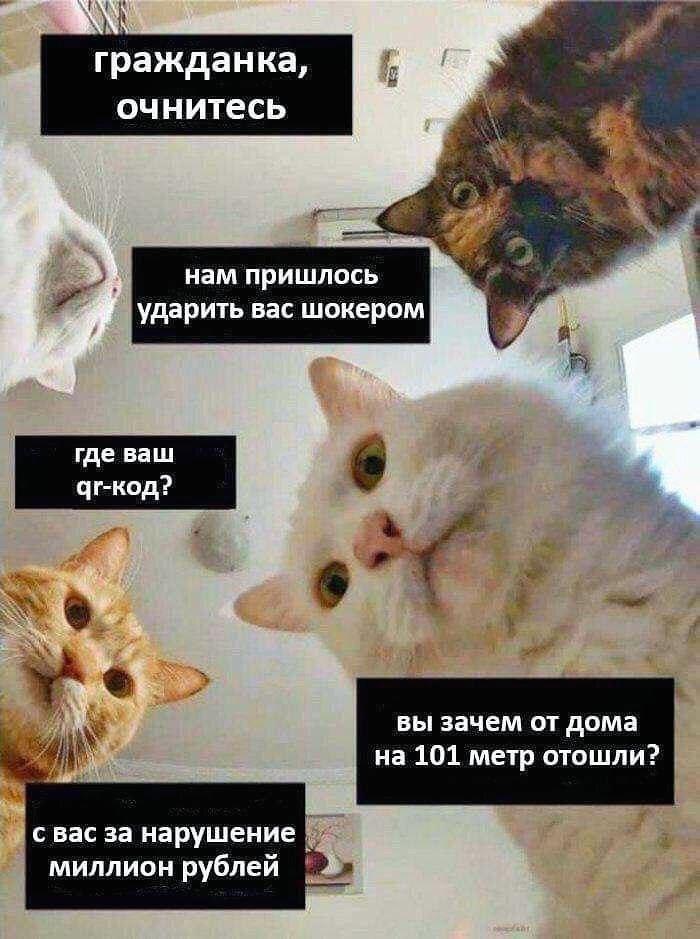 гражданка,
очнитесь
нам пришлось
ударить вас шокером
где ваш
qr-код?
вы зачем от дома
на 101 метр отошли?
с вас за нарушение
миллион рублей